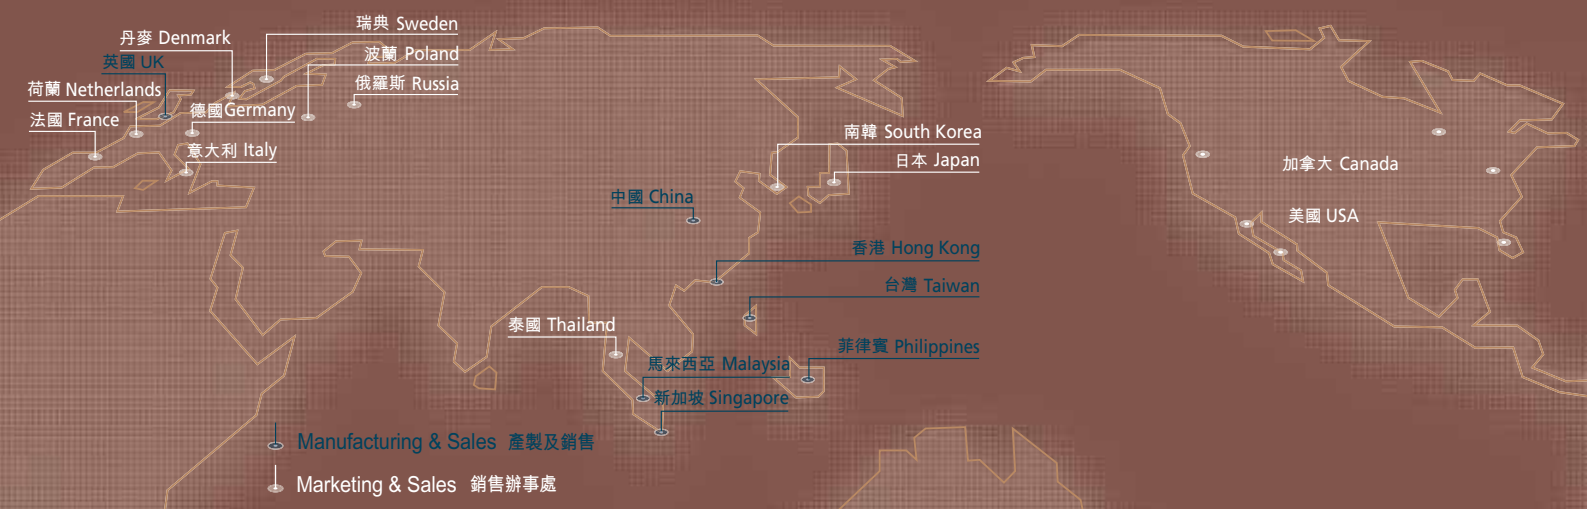 瑞典 Sweden
丹麥 Denmark
波蘭 Poland
英國 UK
俄羅斯 Russia
荷蘭 Netherlands
德國Germany
法國 France
意大利 Italy
南韓 South Korea
日本 Japan
加拿大 Canada
中國 China
美國 USA
香港 Hong Kong
台灣 Taiwan
泰國 Thailand
菲律賓 Philippines
馬來西亞 Malaysia
新加坡 Singapore
Manufacturing & Sales 產製及銷售
Marketing & Sales 銷售辦事處